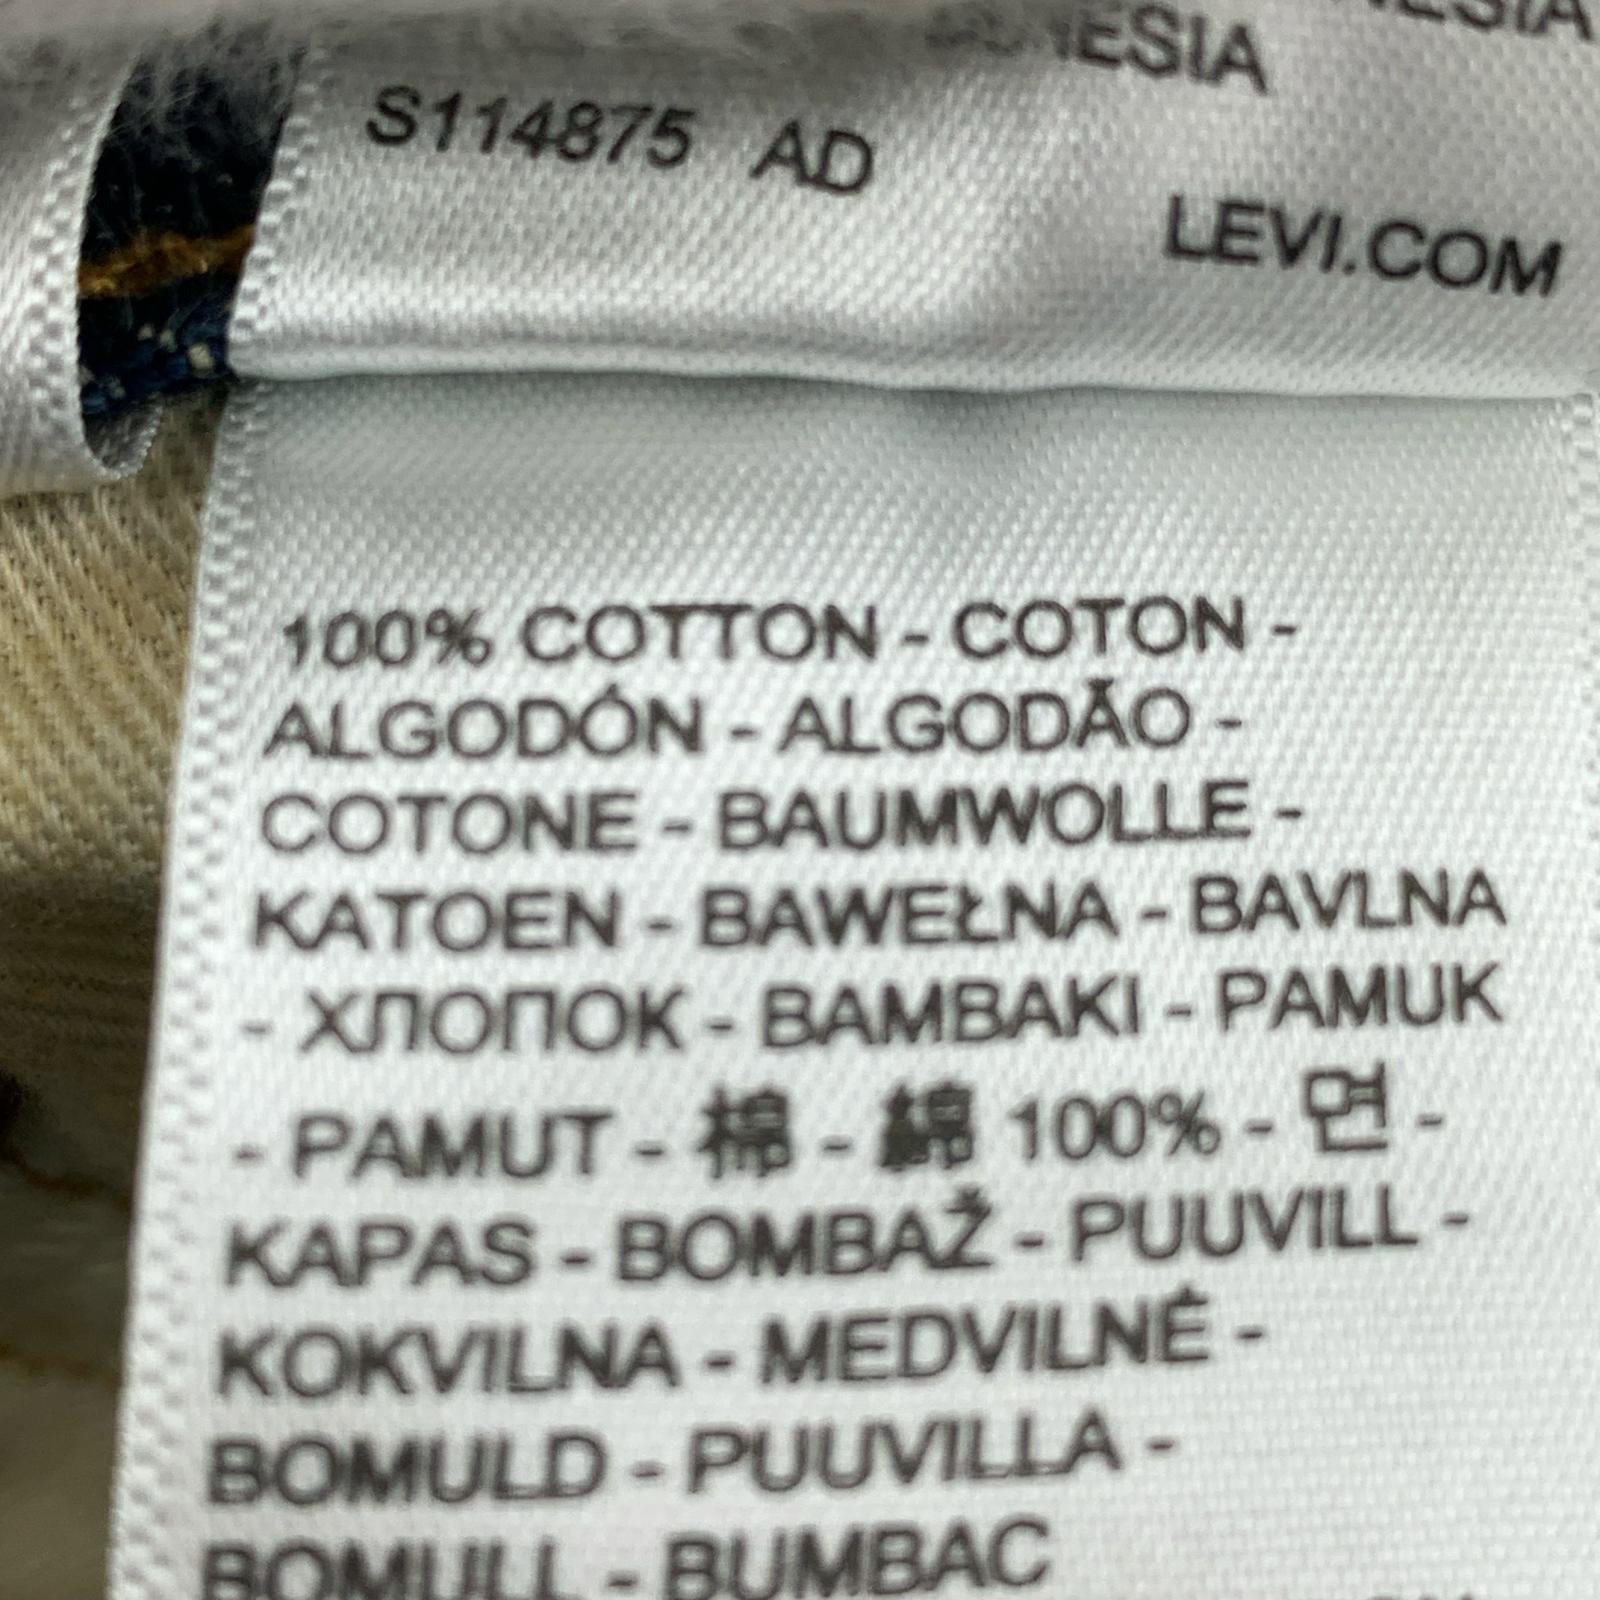 S114875 AD
LEVI.COM
100% COTTON - COTON -
ALGODÓN - ALGODÃO -
COTONE - BAUMWOLLE -
KATOEN - BAWEŁNA - BAVLNA
- ХЛОПОК - BAMBAKI - PAMUK
- PAMUT - 棉 - 綿 100% - 면 -
KAPAS - BOMBAŽ - PUUVILL -
KOKVILNA - MEDVILNĖ -
BOMULD - PUUVILLA -
BOMULL - BUMBAC